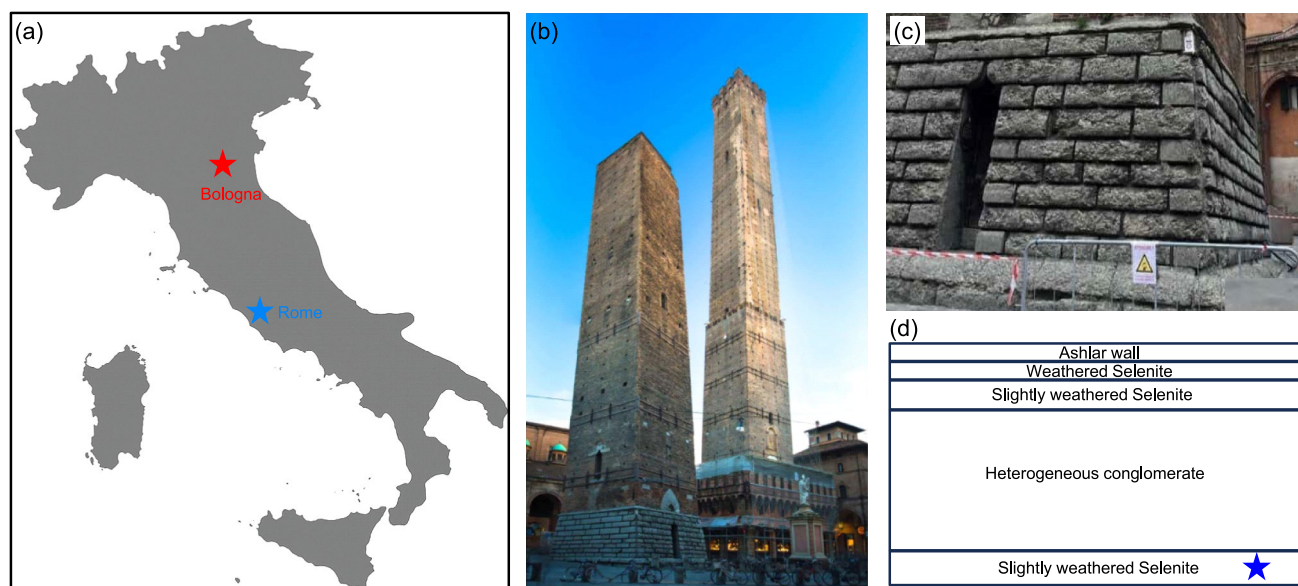 (a)
Bologna
Rome
(b)
(c)
(d)
Ashlar wall
Weathered Selenite
Slightly weathered Selenite
Heterogeneous conglomerate
Slightly weathered Selenite